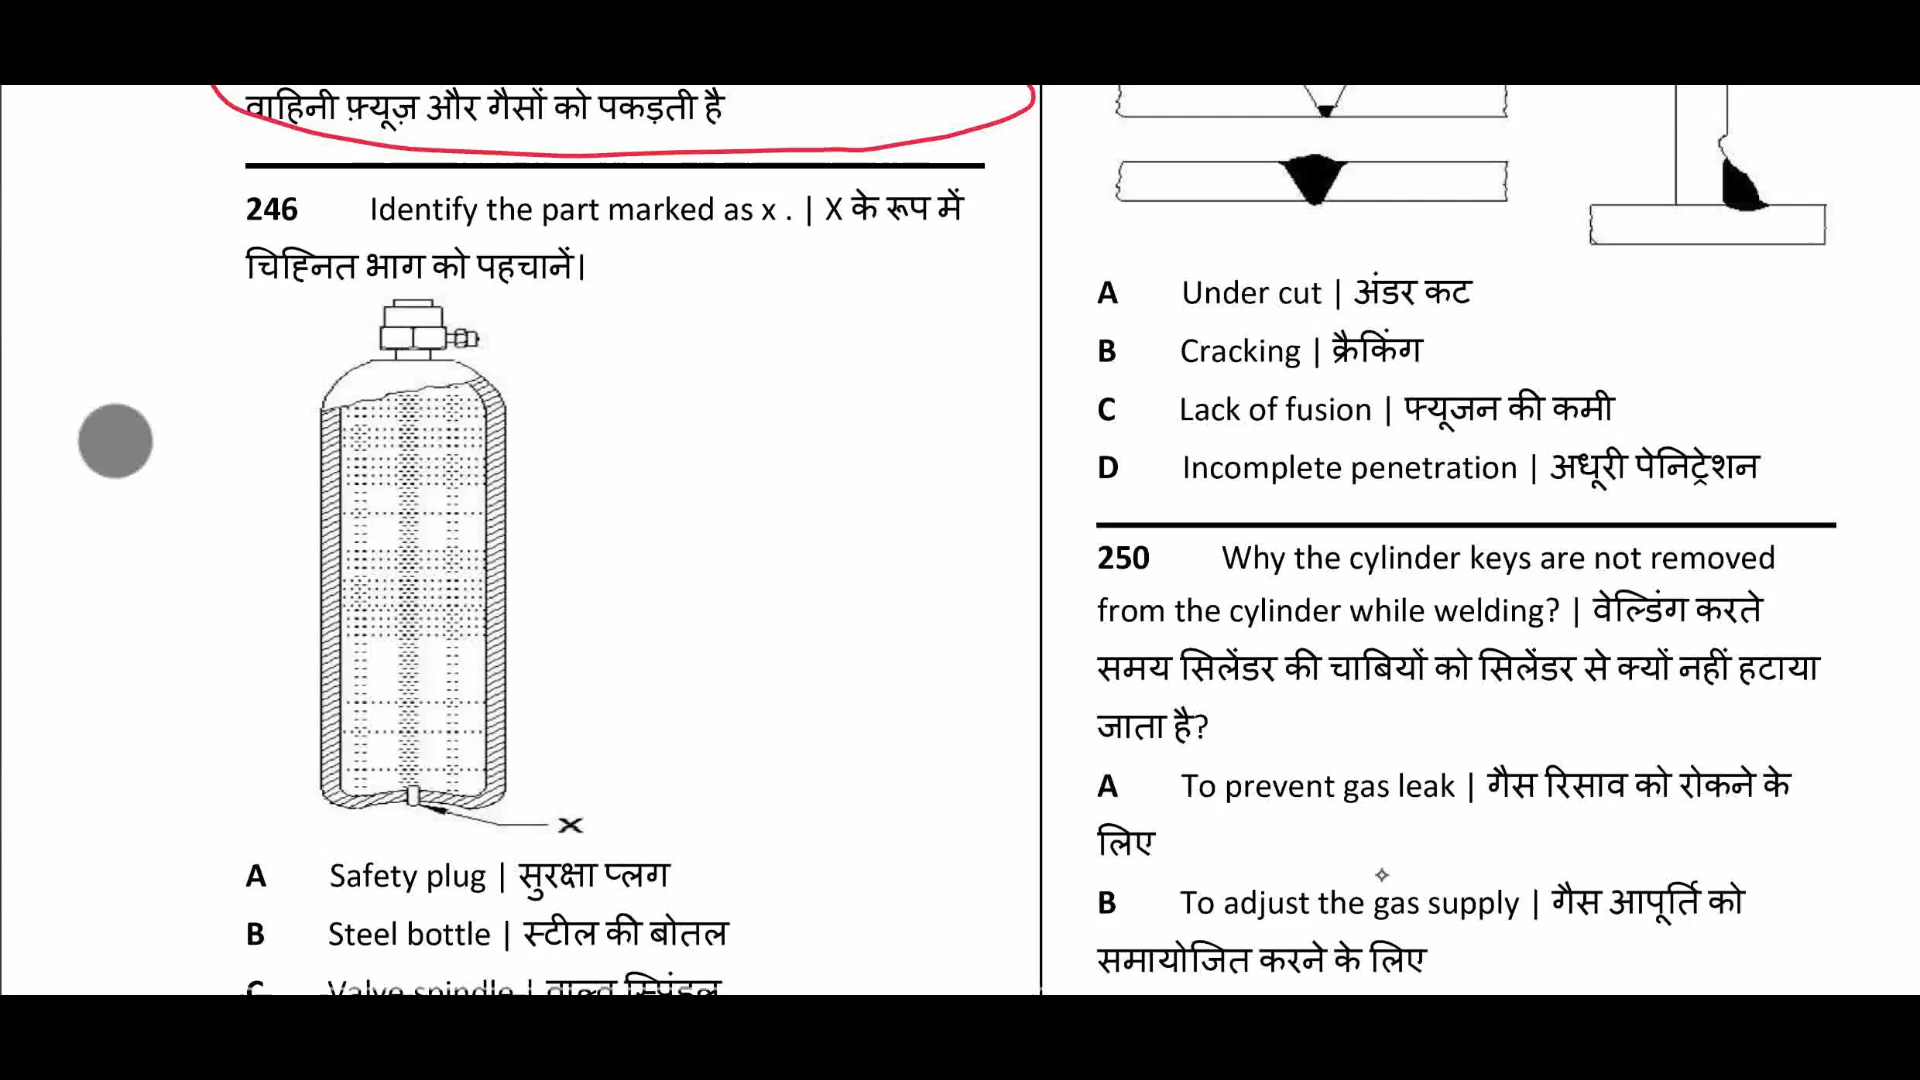 वाहिनी फ़्यूज़ और गैसों को पकड़ती है
246 Identify the part marked as x . | X के रूप में
चिह्नित भाग को पहचानें।
X
A Safety plug | सुरक्षा प्लग
B Steel bottle | स्टील की बोतल
C Valve spindle | वाल्व स्पिंडल
A Under cut | अंडर कट
B Cracking | क्रैकिंग
C Lack of fusion | फ्यूजन की कमी
D Incomplete penetration | अधूरी पेनिट्रेशन
250 Why the cylinder keys are not removed
from the cylinder while welding? | वेल्डिंग करते
समय सिलेंडर की चाबियों को सिलेंडर से क्यों नहीं हटाया
जाता है?
A To prevent gas leak | गैस रिसाव को रोकने के
लिए
B To adjust the gas supply | गैस आपूर्ति को
समायोजित करने के लिए